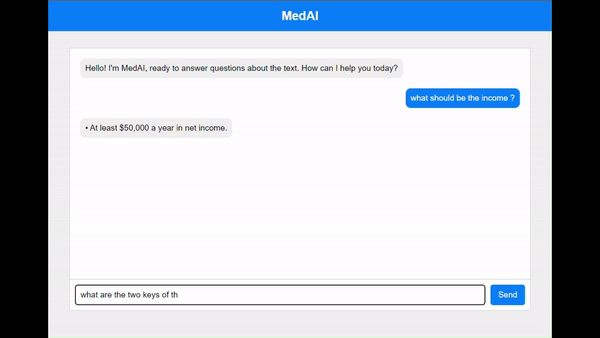 MedAI
Hello! I'm MedAI, ready to answer questions about the text. How can I help you today?
what should be the income ?
• At least $50,000 a year in net income.
what are the two keys of th
Send